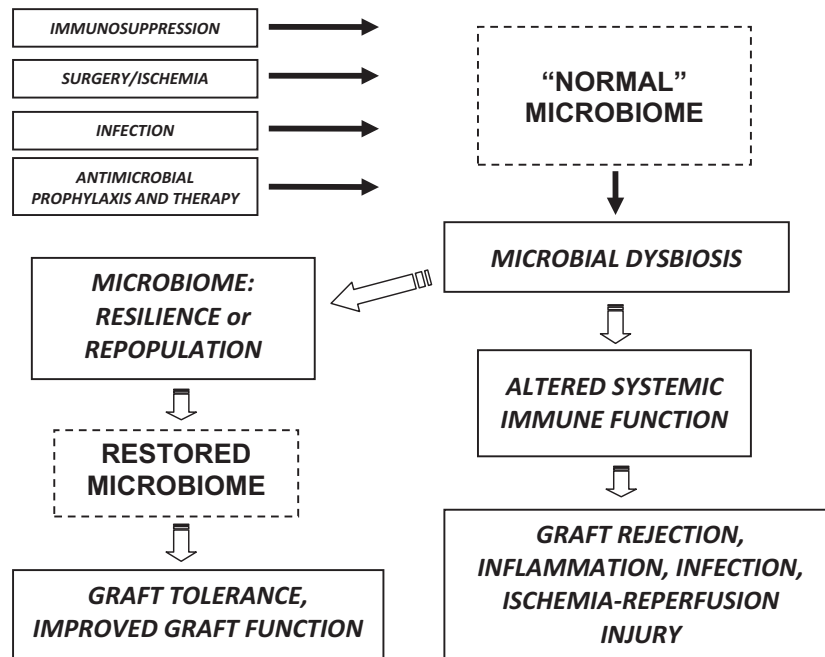 IMMUNOSUPPRESSION
SURGERY/ISCHEMIA
INFECTION
ANTIMICROBIAL
PROPHYLAXIS AND THERAPY
“NORMAL”
MICROBIOME
MICROBIAL DYSBIOSIS
MICROBIOME:
RESILIENCE or
REPOPULATION
ALTERED SYSTEMIC
IMMUNE FUNCTION
RESTORED
MICROBIOME
GRAFT REJECTION,
INFLAMMATION, INFECTION,
ISCHEMIA-REPERFUSION
INJURY
GRAFT TOLERANCE,
IMPROVED GRAFT FUNCTION